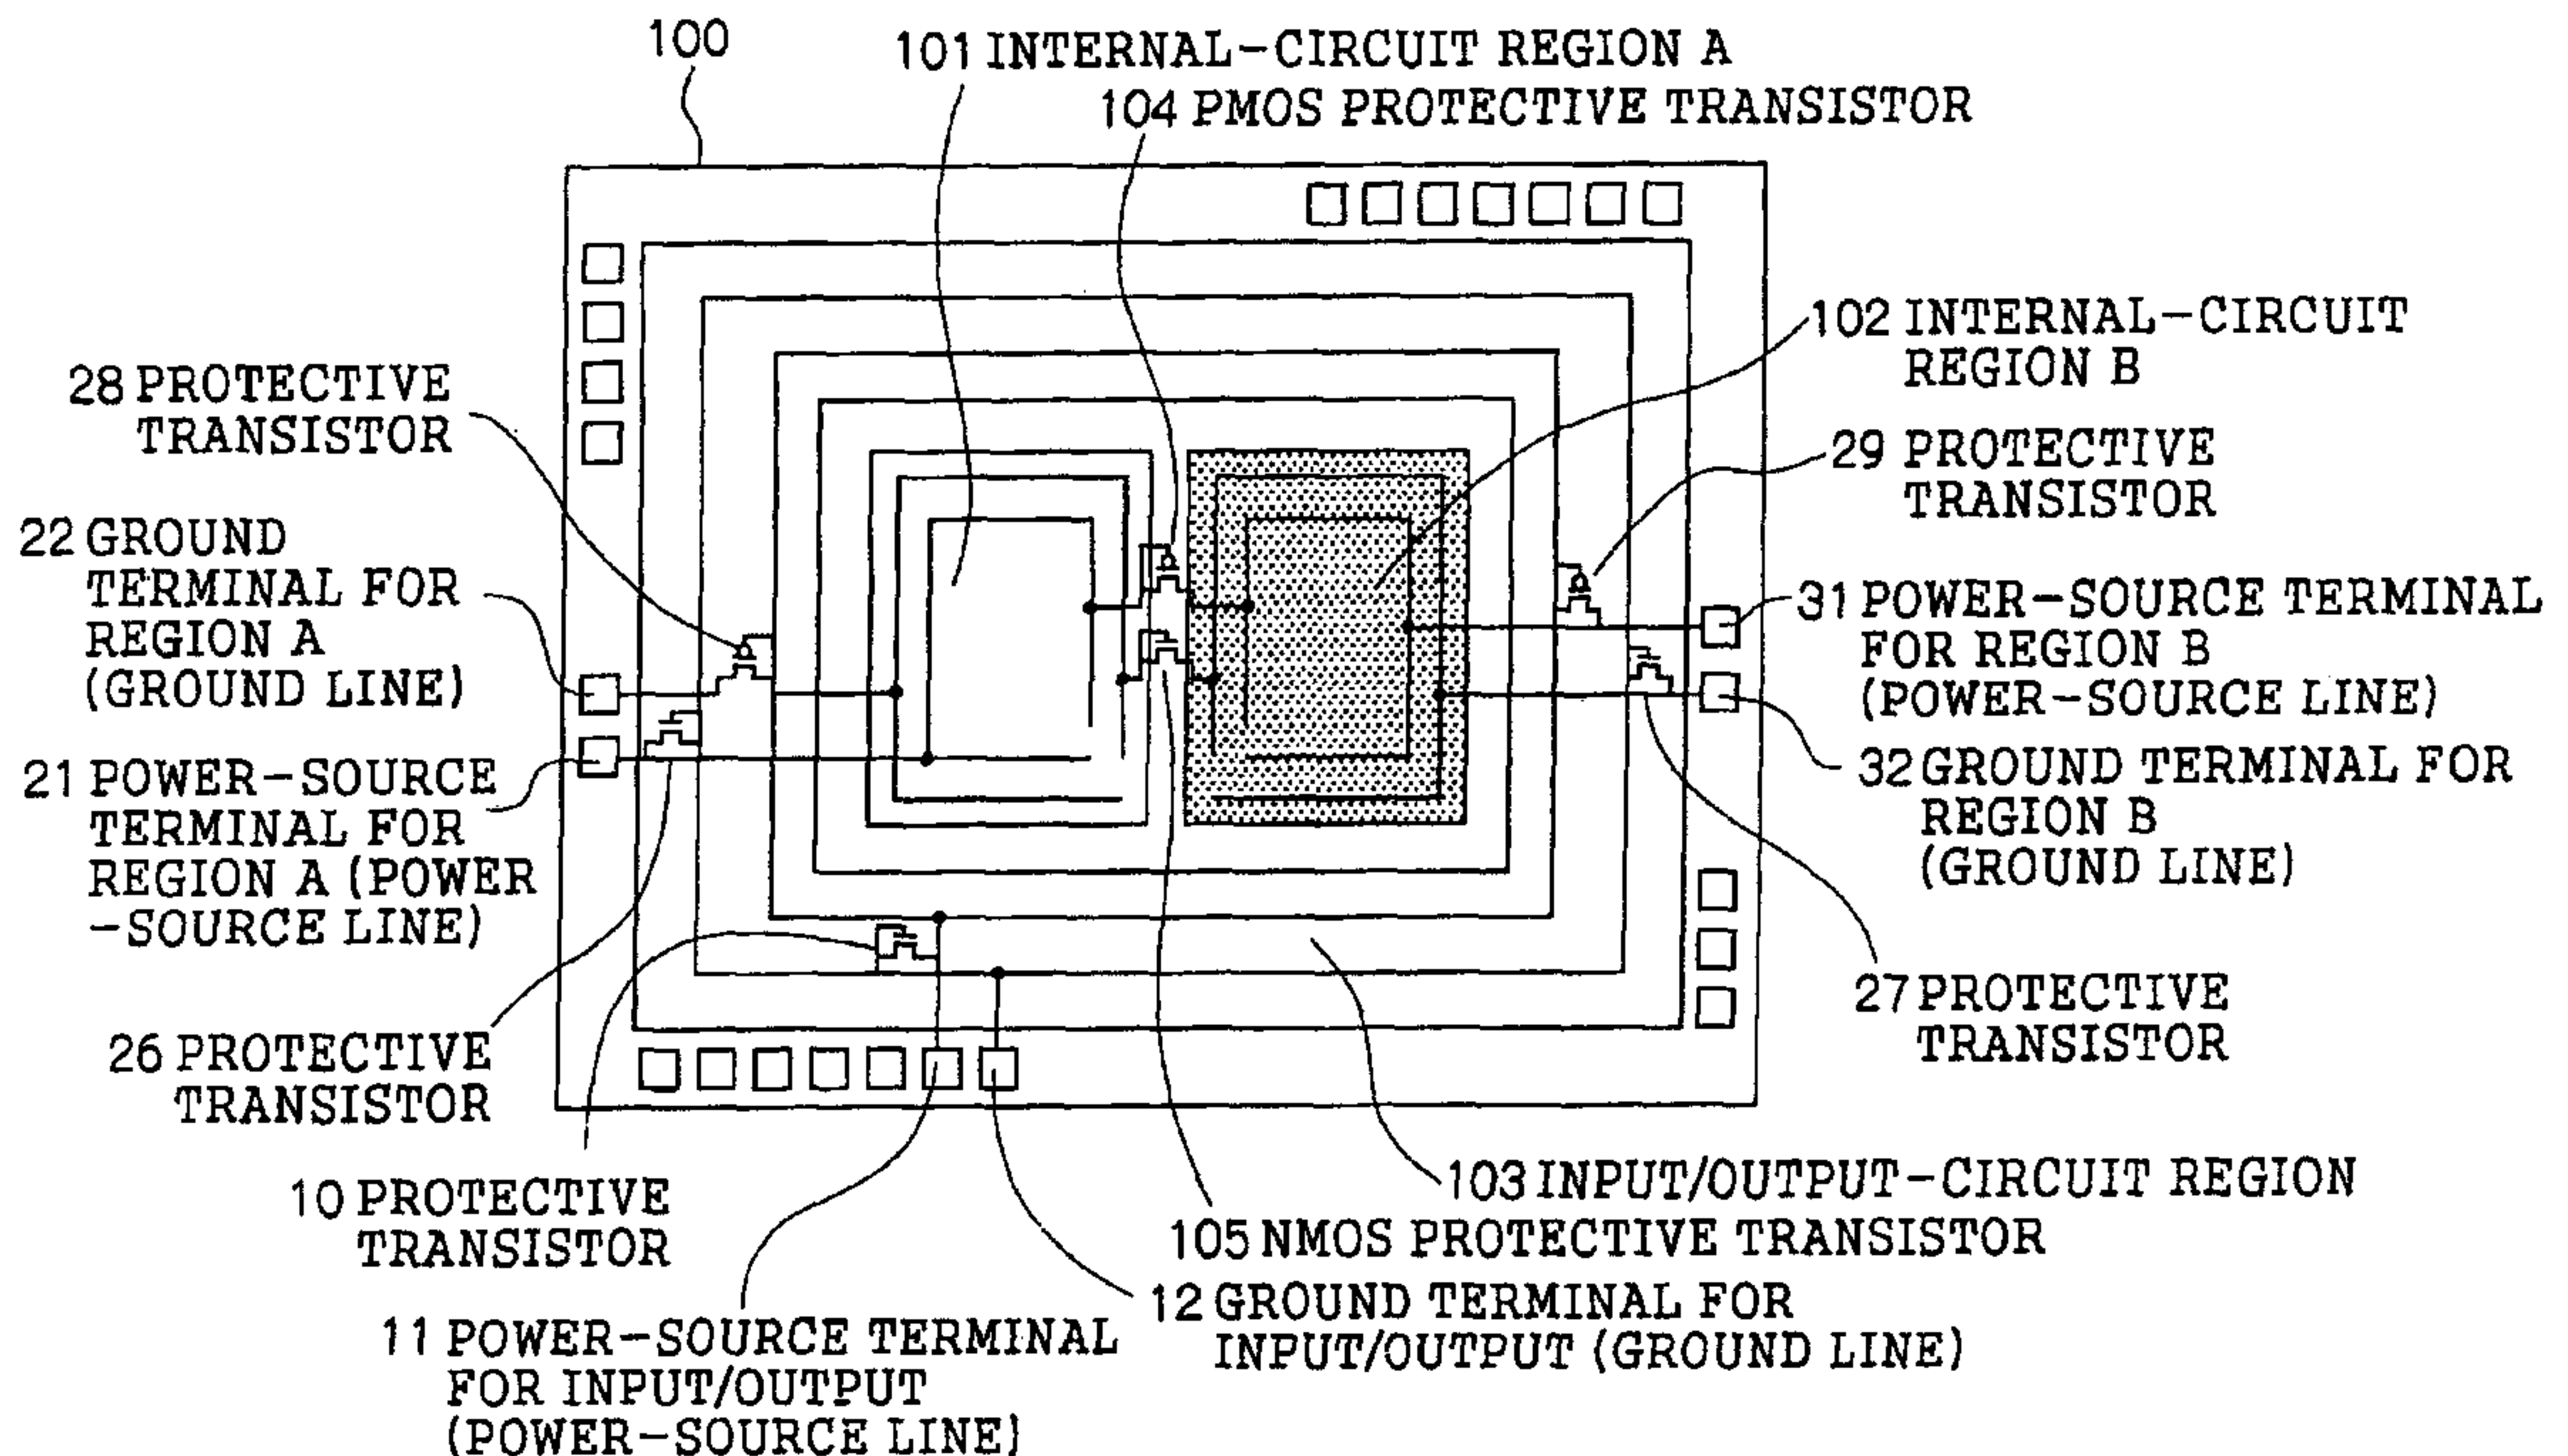 100
101 INTERNAL-CIRCUIT REGION A
104 PMOS PROTECTIVE TRANSISTOR
102 INTERNAL-CIRCUIT
REGION B
28 PROTECTIVE
TRANSISTOR
29 PROTECTIVE
TRANSISTOR
22 GROUND
TERMINAL FOR
REGION A
(GROUND LINE)
31 POWER-SOURCE TERMINAL
FOR REGION B
(POWER-SOURCE LINE)
21 POWER-SOURCE
TERMINAL FOR
REGION A (POWER
-SOURCE LINE)
32 GROUND TERMINAL FOR
REGION B
(GROUND LINE)
26 PROTECTIVE
TRANSISTOR
27 PROTECTIVE
TRANSISTOR
10 PROTECTIVE
TRANSISTOR
103 INPUT/OUTPUT-CIRCUIT REGION
105 NMOS PROTECTIVE TRANSISTOR
12 GROUND TERMINAL FOR
INPUT/OUTPUT (GROUND LINE)
11 POWER-SOURCE TERMINAL
FOR INPUT/OUTPUT
(POWER-SOURCE LINE)